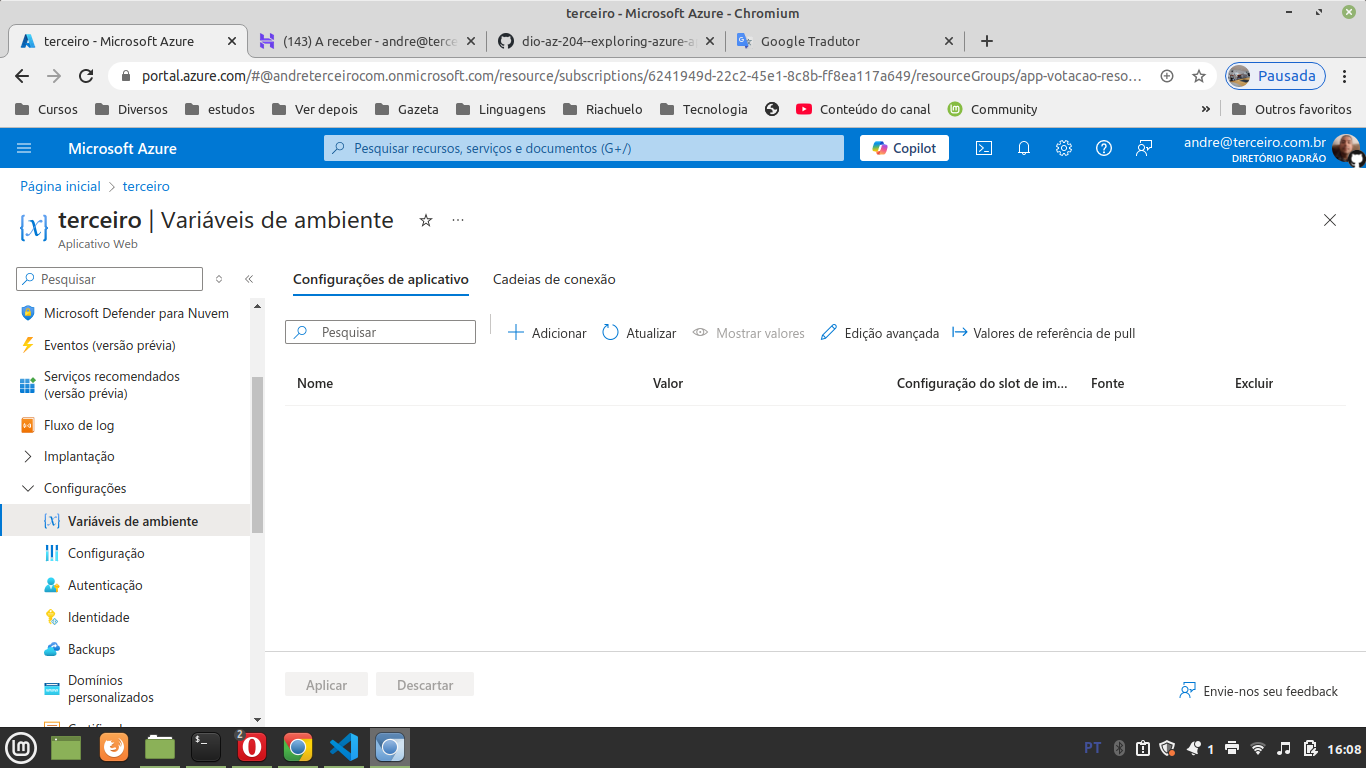 terceiro - Microsoft Azure - Chromium
terceiro - Microsoft Azure
(143) A receber - andre@terce
dio-az-204--exploring-azure-a
Google Tradutor
portal.azure.com/#@andreterceirocom.onmicrosoft.com/resource/subscriptions/6241949d-22c2-45e1-8c8b-ff8ea117a649/resourceGroups/app-votacao-reso...
Pausada
Cursos
Diversos
estudos
Ver depois
Gazeta
Linguagens
Riachuelo
Tecnologia
Conteúdo do canal
Community
»
Outros favoritos
Microsoft Azure
Pesquisar recursos, serviços e documentos (G+/)
Copilot
andre@terceiro.com.br
DIRETÓRIO PADRÃO
Página inicial > terceiro
terceiro | Variáveis de ambiente
Aplicativo Web
Pesquisar
Microsoft Defender para Nuvem
Eventos (versão prévia)
Serviços recomendados
(versão prévia)
Fluxo de log
Implantação
Configurações
Variáveis de ambiente
Configuração
Autenticação
Identidade
Backups
Domínios
personalizados
Configurações de aplicativo
Cadeias de conexão
Pesquisar
Adicionar
Atualizar
Mostrar valores
Edição avançada
Valores de referência de pull
Nome
Valor
Configuração do slot de im...
Fonte
Excluir
Aplicar
Descartar
Envie-nos seu feedback
2
PT
1
16:08